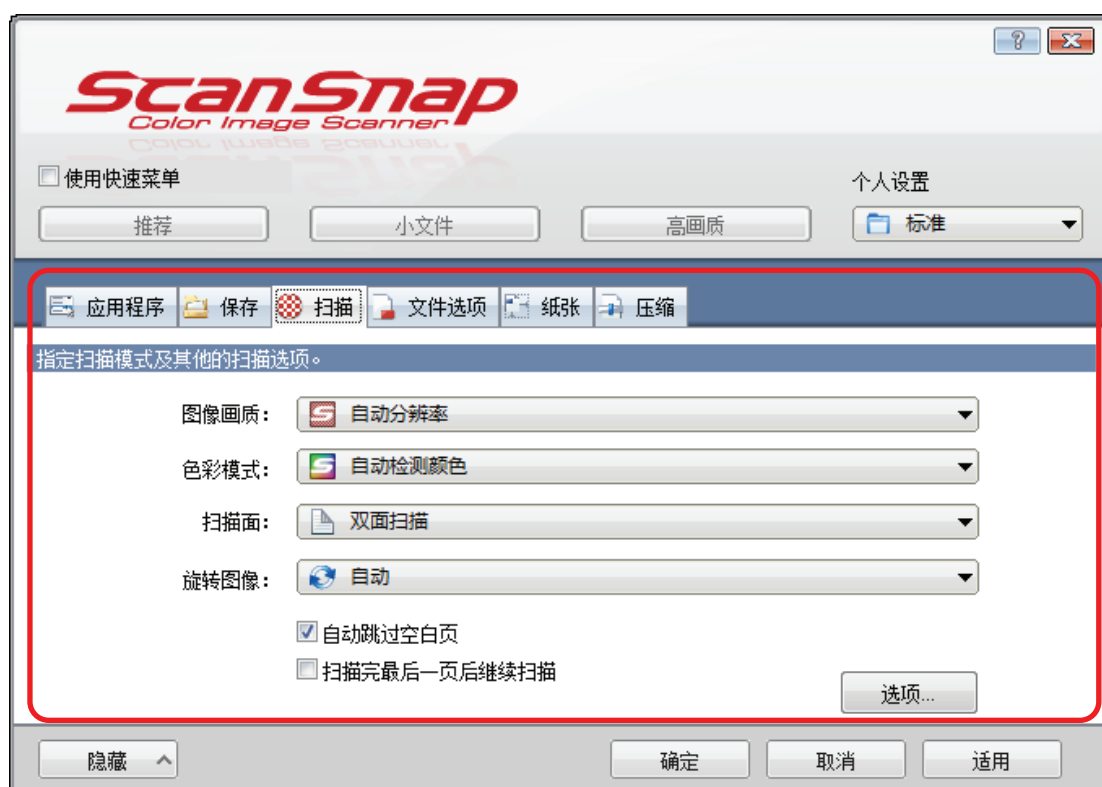 ScanSnap
Color Image Scanner
使用快速菜单
个人设置
推荐 小文件 高画质 标准
应用程序 保存 扫描 文件选项 纸张 压缩
指定扫描模式及其他的扫描选项。
图像画质: 自动分辨率
色彩模式: 自动检测颜色
扫描面: 双面扫描
旋转图像: 自动
自动跳过空白页
扫描完最后一页后继续扫描
选项...
隐藏 确定 取消 适用